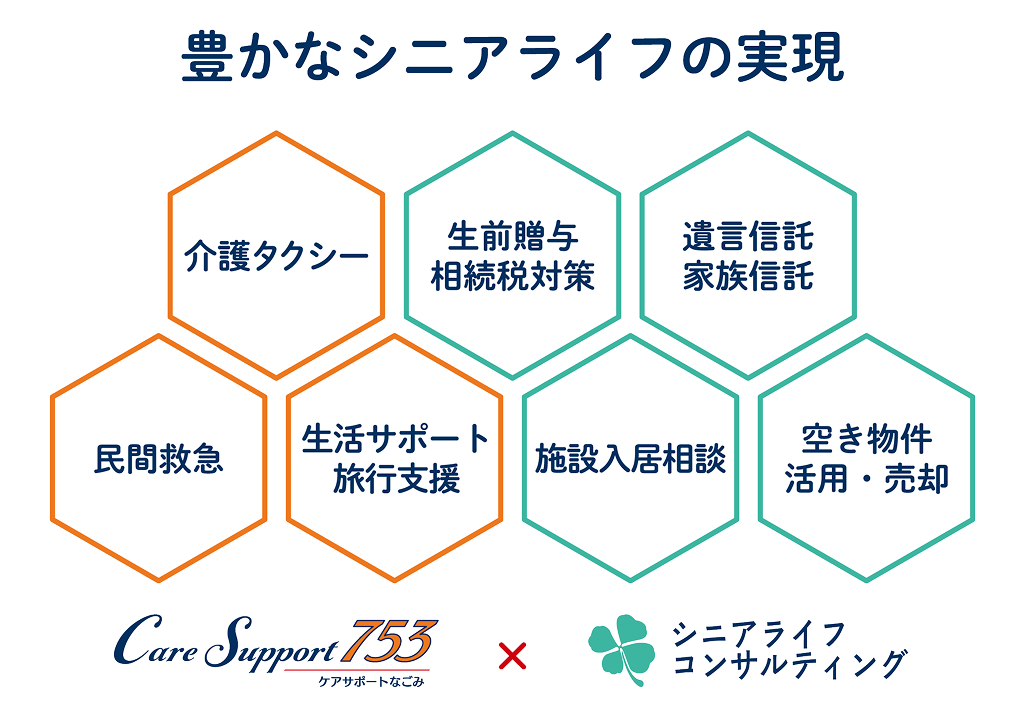 豊かなシニアライフの実現
介護タクシー
生前贈与
相続税対策
遺言信託
家族信託
民間救急
生活サポート
旅行支援
施設入居相談
空き物件
活用・売却
Care Support 753
ケアサポートなごみ
×
シニアライフ
コンサルティング